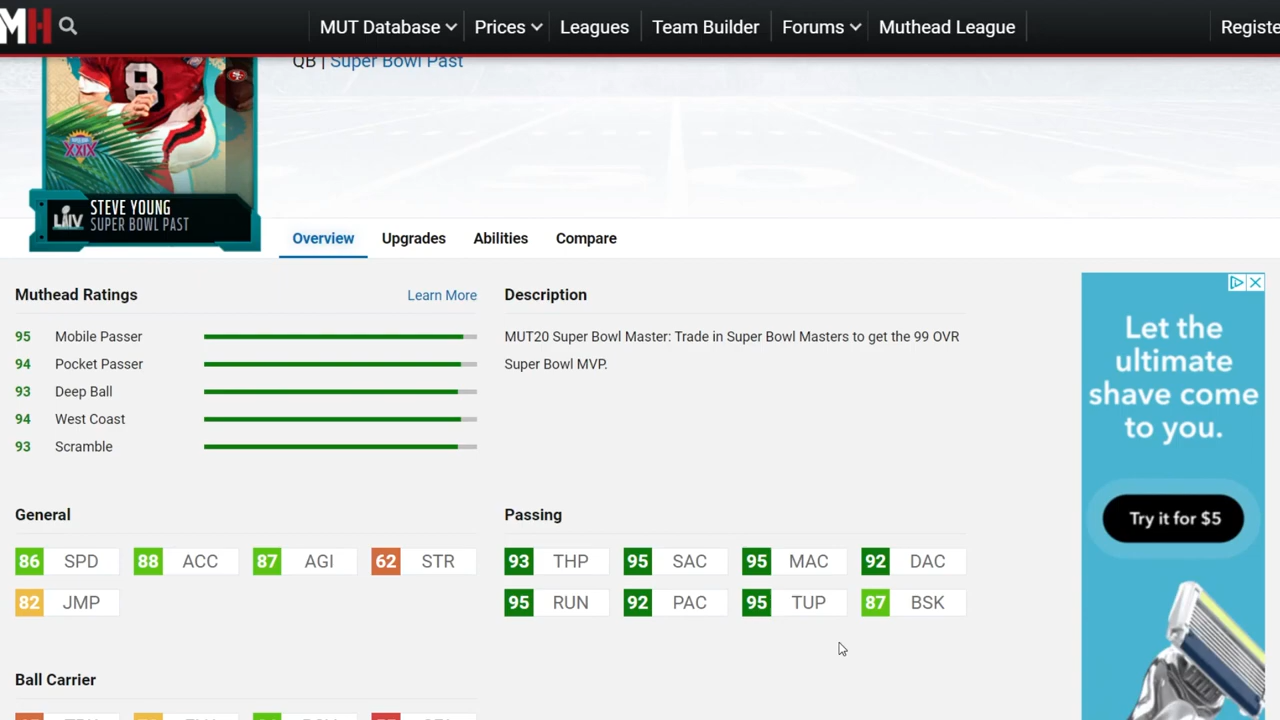 MH
MUT Database
Prices
Leagues
Team Builder
Forums
Muthead League
Registe
QB | Super Bowl Past
8
XXIX
LIV
STEVE YOUNG
SUPER BOWL PAST
Overview
Upgrades
Abilities
Compare
Muthead Ratings
Learn More
95 Mobile Passer
94 Pocket Passer
93 Deep Ball
94 West Coast
93 Scramble
Description
MUT20 Super Bowl Master: Trade in Super Bowl Masters to get the 99 OVR
Super Bowl MVP.
General
86 SPD 88 ACC 87 AGI 62 STR
82 JMP
Passing
93 THP 95 SAC 95 MAC 92 DAC
95 RUN 92 PAC 95 TUP 87 BSK
Ball Carrier
Let the
ultimate
shave come
to you.
Try it for $5